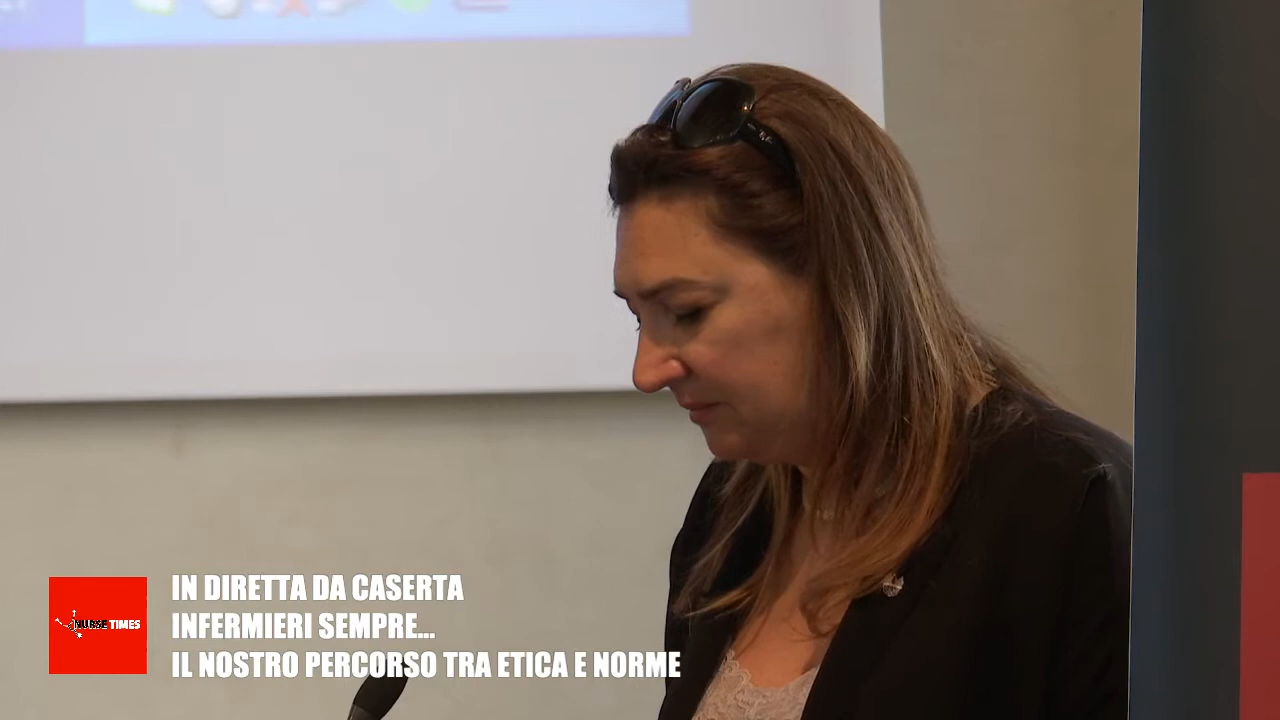 NURSE TIMES
IN DIRETTA DA CASERTA
INFERMIERI SEMPRE...
IL NOSTRO PERCORSO TRA ETICA E NORME